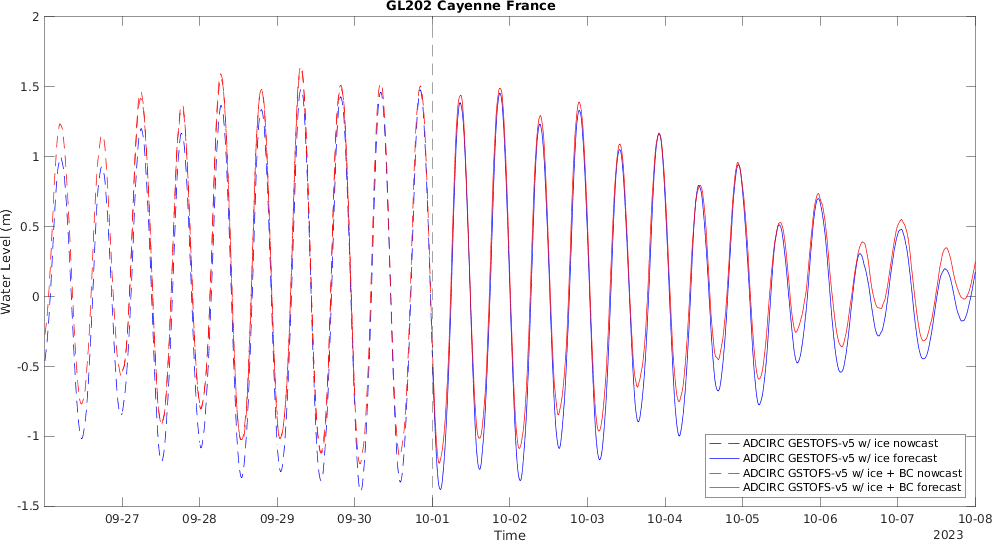 GL202 Cayenne France
2
1.5
1
0.5
0
-0.5
-1
-1.5
Water Level (m)
ADCIRC GESTOFS-v5 w/ ice nowcast
ADCIRC GESTOFS-v5 w/ ice forecast
ADCIRC GSTOFS-v5 w/ ice + BC nowcast
ADCIRC GSTOFS-v5 w/ ice + BC forecast
09-27 09-28 09-29 09-30 10-01 10-02 10-03 10-04 10-05 10-06 10-07 10-08
Time
2023